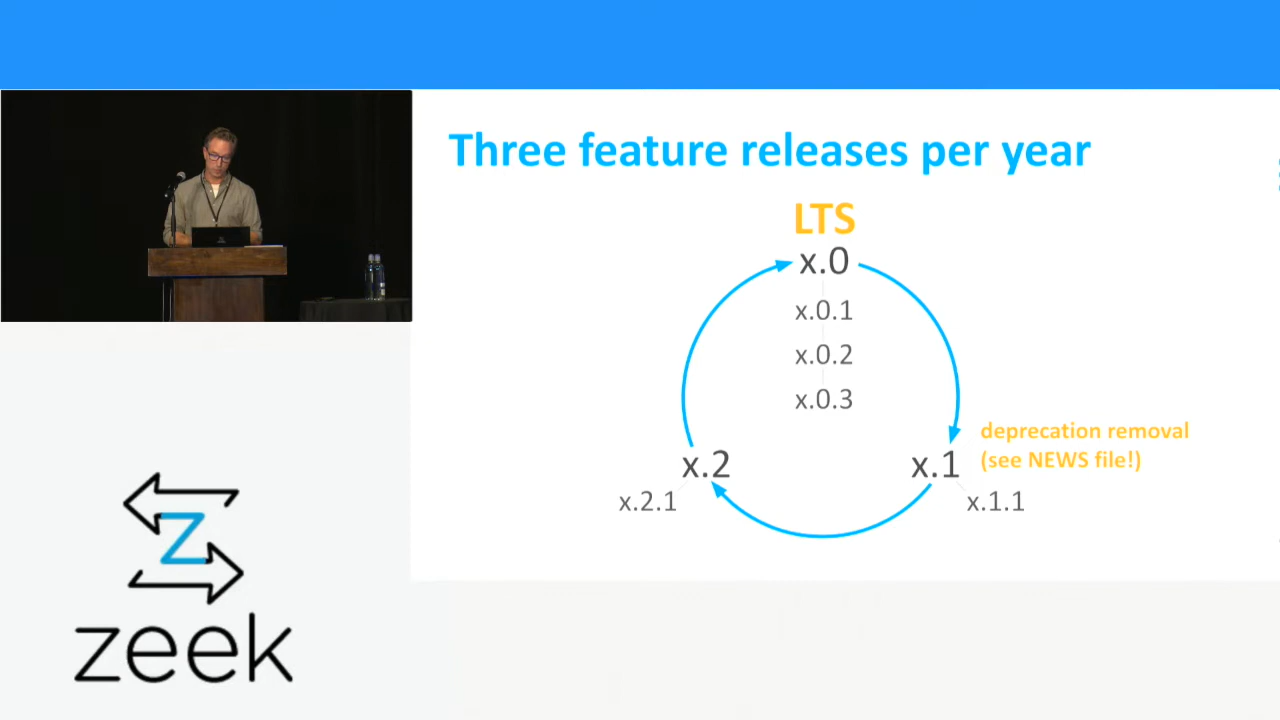 Three feature releases per year
LTS
x.0
x.0.1
x.0.2
x.0.3
deprecation removal
(see NEWS file!)
x.2
x.1
x.2.1
x.1.1
z
zeek